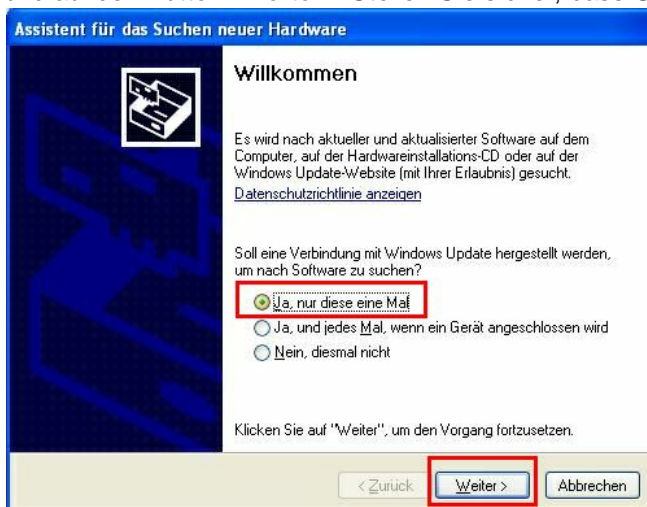 Assistent für das Suchen neuer Hardware
Willkommen
Es wird nach aktueller und aktualisierter Software auf dem
Computer, auf der Hardwareinstallations-CD oder auf der
Windows Update-Website (mit Ihrer Erlaubnis) gesucht.
Datenschutzrichtlinie anzeigen
Soll eine Verbindung mit Windows Update hergestellt werden,
um nach Software zu suchen?
Ja, nur diese eine Mal
Ja, und jedes Mal, wenn ein Gerät angeschlossen wird
Nein, diesmal nicht
Klicken Sie auf "Weiter", um den Vorgang fortzusetzen.
< Zurück Weiter > Abbrechen